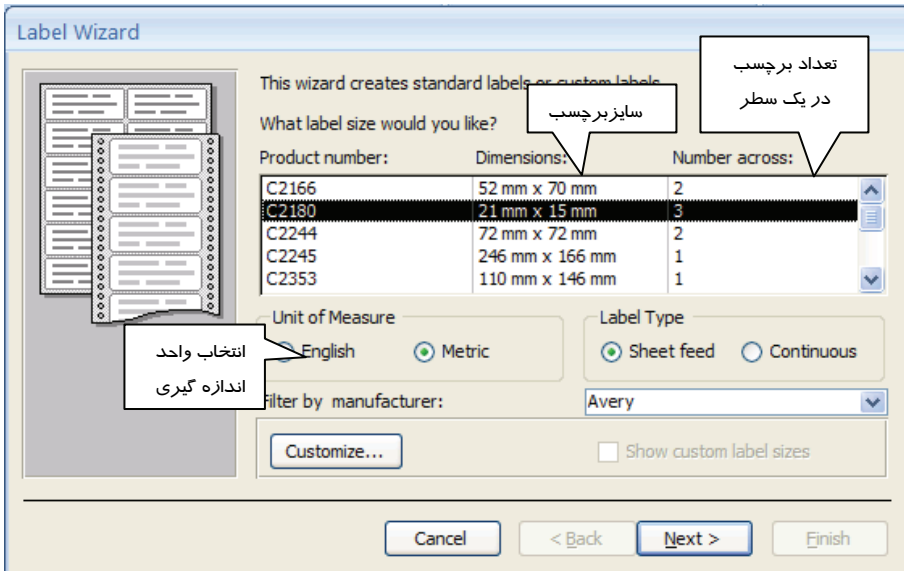 Label Wizard
This wizard creates standard labels or custom labels
تعداد برچسب
در یک سطر
What label size would you like?
سایزبرچسب
Product number: Dimensions: Number across:
C2166 52 mm x 70 mm 2
C2180 21 mm x 15 mm 3
C2244 72 mm x 72 mm 2
C2245 246 mm x 166 mm 1
C2353 110 mm x 146 mm 1
Unit of Measure Label Type
English Metric Sheet feed Continuous
انتخاب واحد
اندازه گیری
Filter by manufacturer: Avery
Customize... Show custom label sizes
Cancel < Back Next > Finish